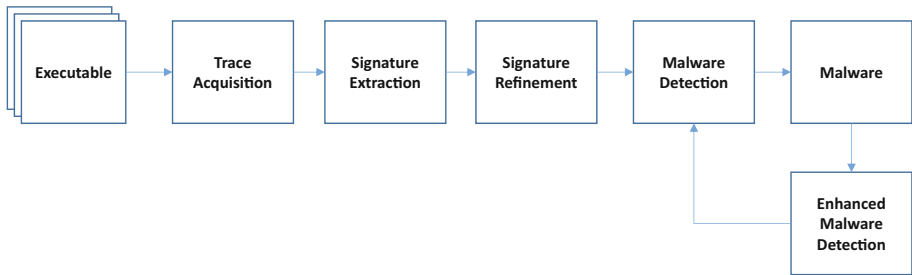 Executable
Trace
Acquisition
Signature
Extraction
Signature
Refinement
Malware
Detection
Malware
Enhanced
Malware
Detection